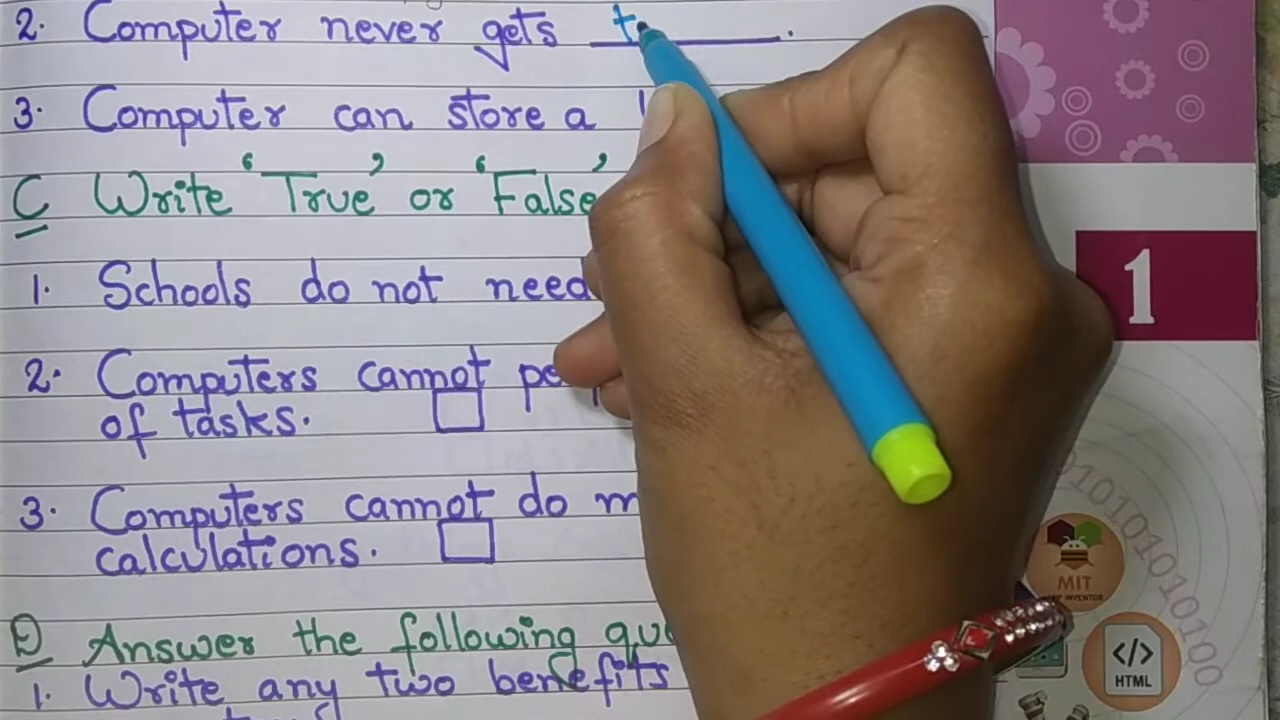 2. Computer never gets t
3. Computer can store a
C Write 'True' or 'False'
1. Schools do not need
2. Computers cannot
of tasks.
3. Computers cannot do
calculations.
D Answer the following
1. Write any two benefits
1
MIT
APP INVENTOR
</>
HTML